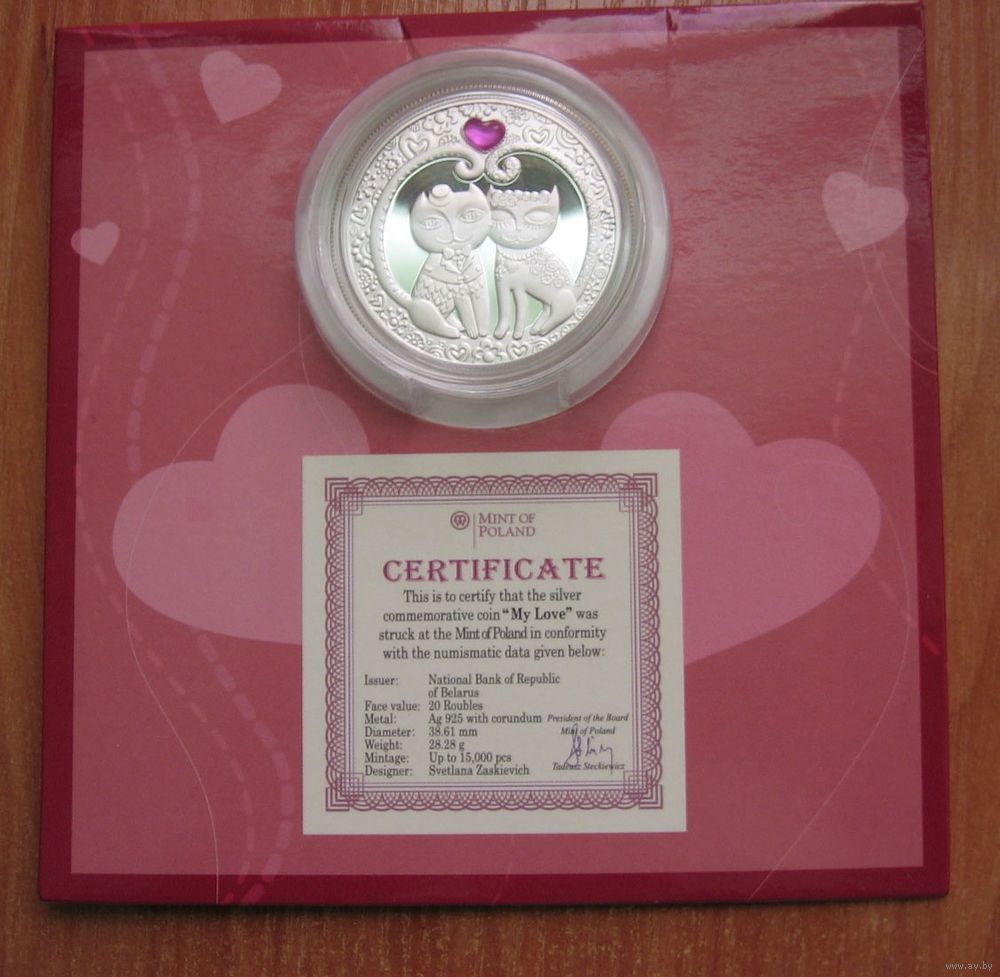 MINT OF
POLAND
CERTIFICATE
This is to certify that the silver
commemorative coin "My Love" was
struck at the Mint of Poland in conformity
with the numismatic data given below:
Issuer: National Bank of Republic
of Belarus
Face value: 20 Roubles
Metal: Ag 925 with corundum
Diameter: 38.61 mm
Weight: 28.28 g
Mintage: Up to 15,000 pcs
Designer: Svetlana Zaskievich
President of the Board
Mint of Poland
Tadeusz Steckiewicz
www.ay.by